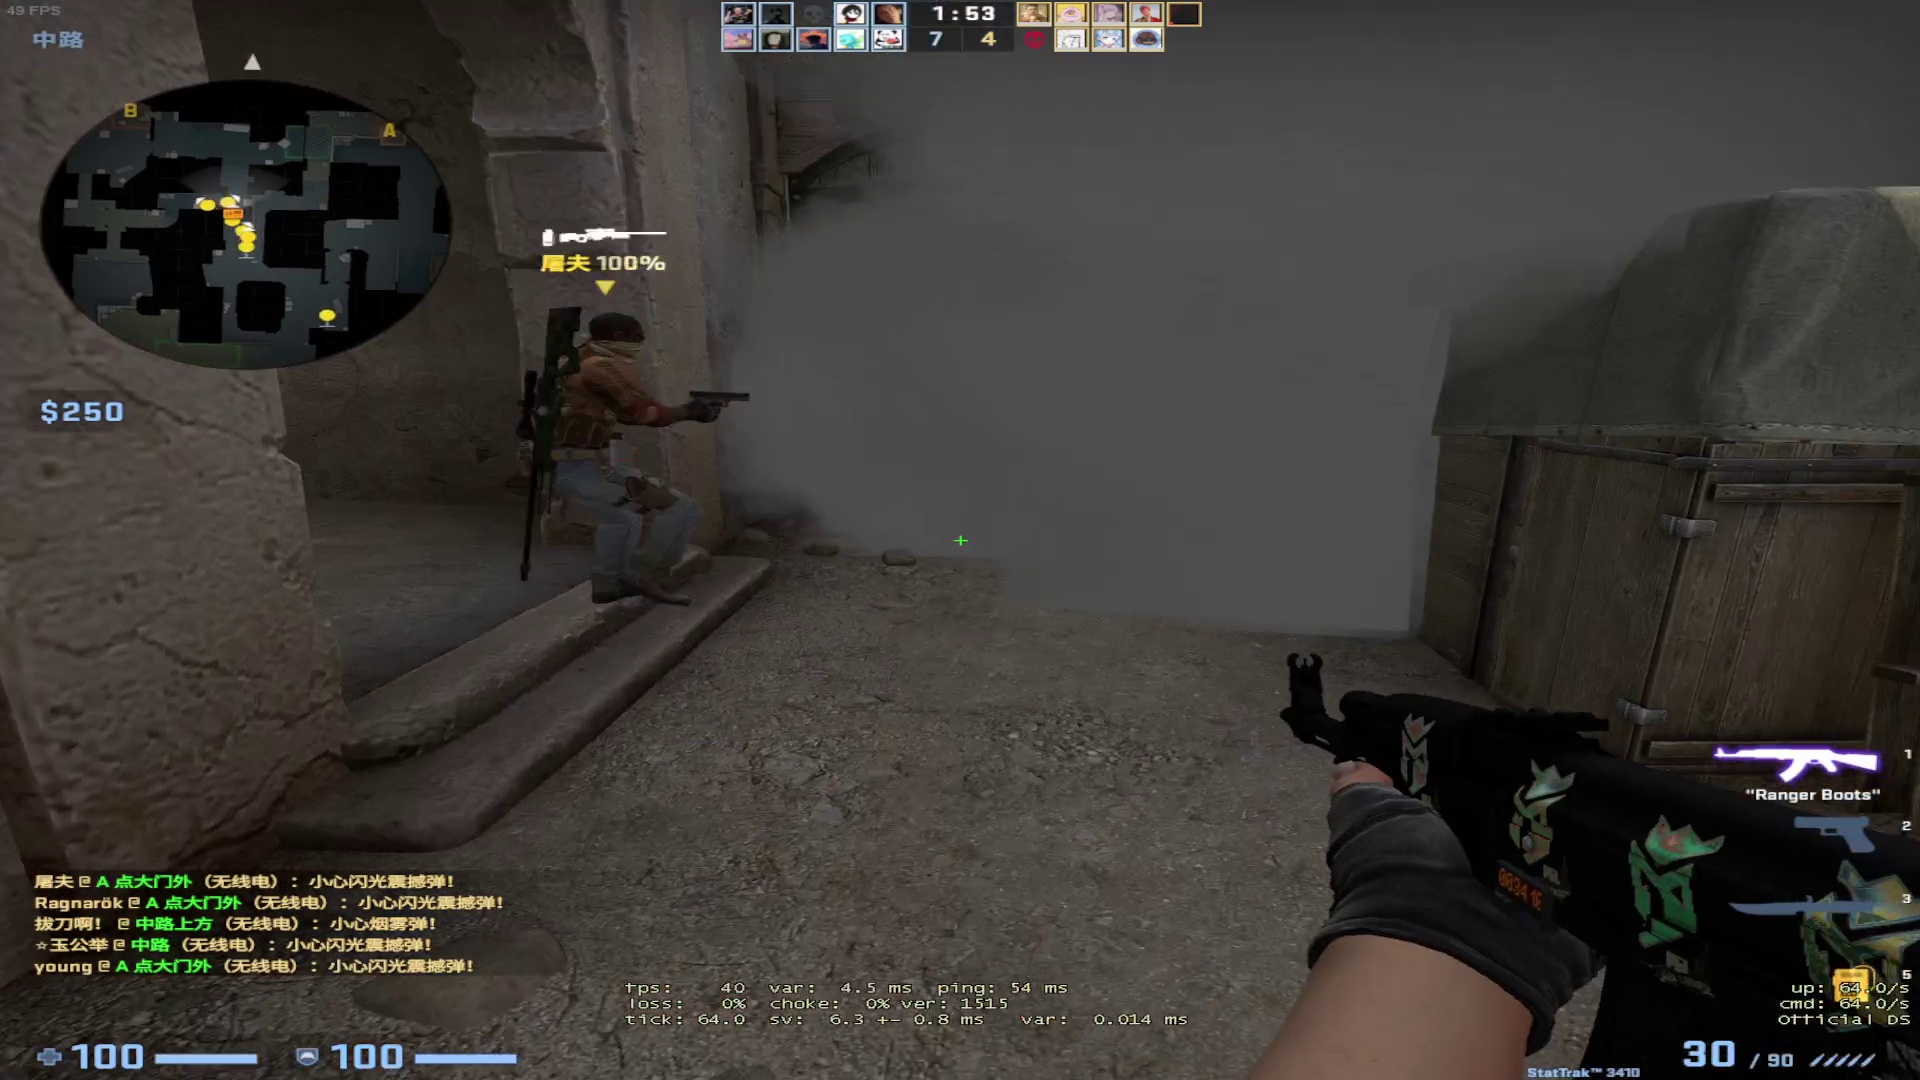 49 FPS
中路
1:53
7 4
B
A
屠夫 100%
$250
1
"Ranger Boots"
2
3
屠夫 @ A 点大门外 (无线电) : 小心闪光震撼弹!
Ragnarök @ A 点大门外 (无线电) : 小心闪光震撼弹!
拔刀啊! @ 中路上方 (无线电) : 小心烟雾弹!
☆玉公举 @ 中路 (无线电) : 小心闪光震撼弹!
young @ A 点大门外 (无线电) : 小心闪光震撼弹!
5
fps: 40 var: 4.5 ms ping: 54 ms
loss: 0% choke: 0% ver: 1515
tick: 64.0 sv: 6.3 +- 0.8 ms var: 0.014 ms
up: 64.0/s
cmd: 64.0/s
official DS
100
100
30 / 90
StatTrak™ 3410